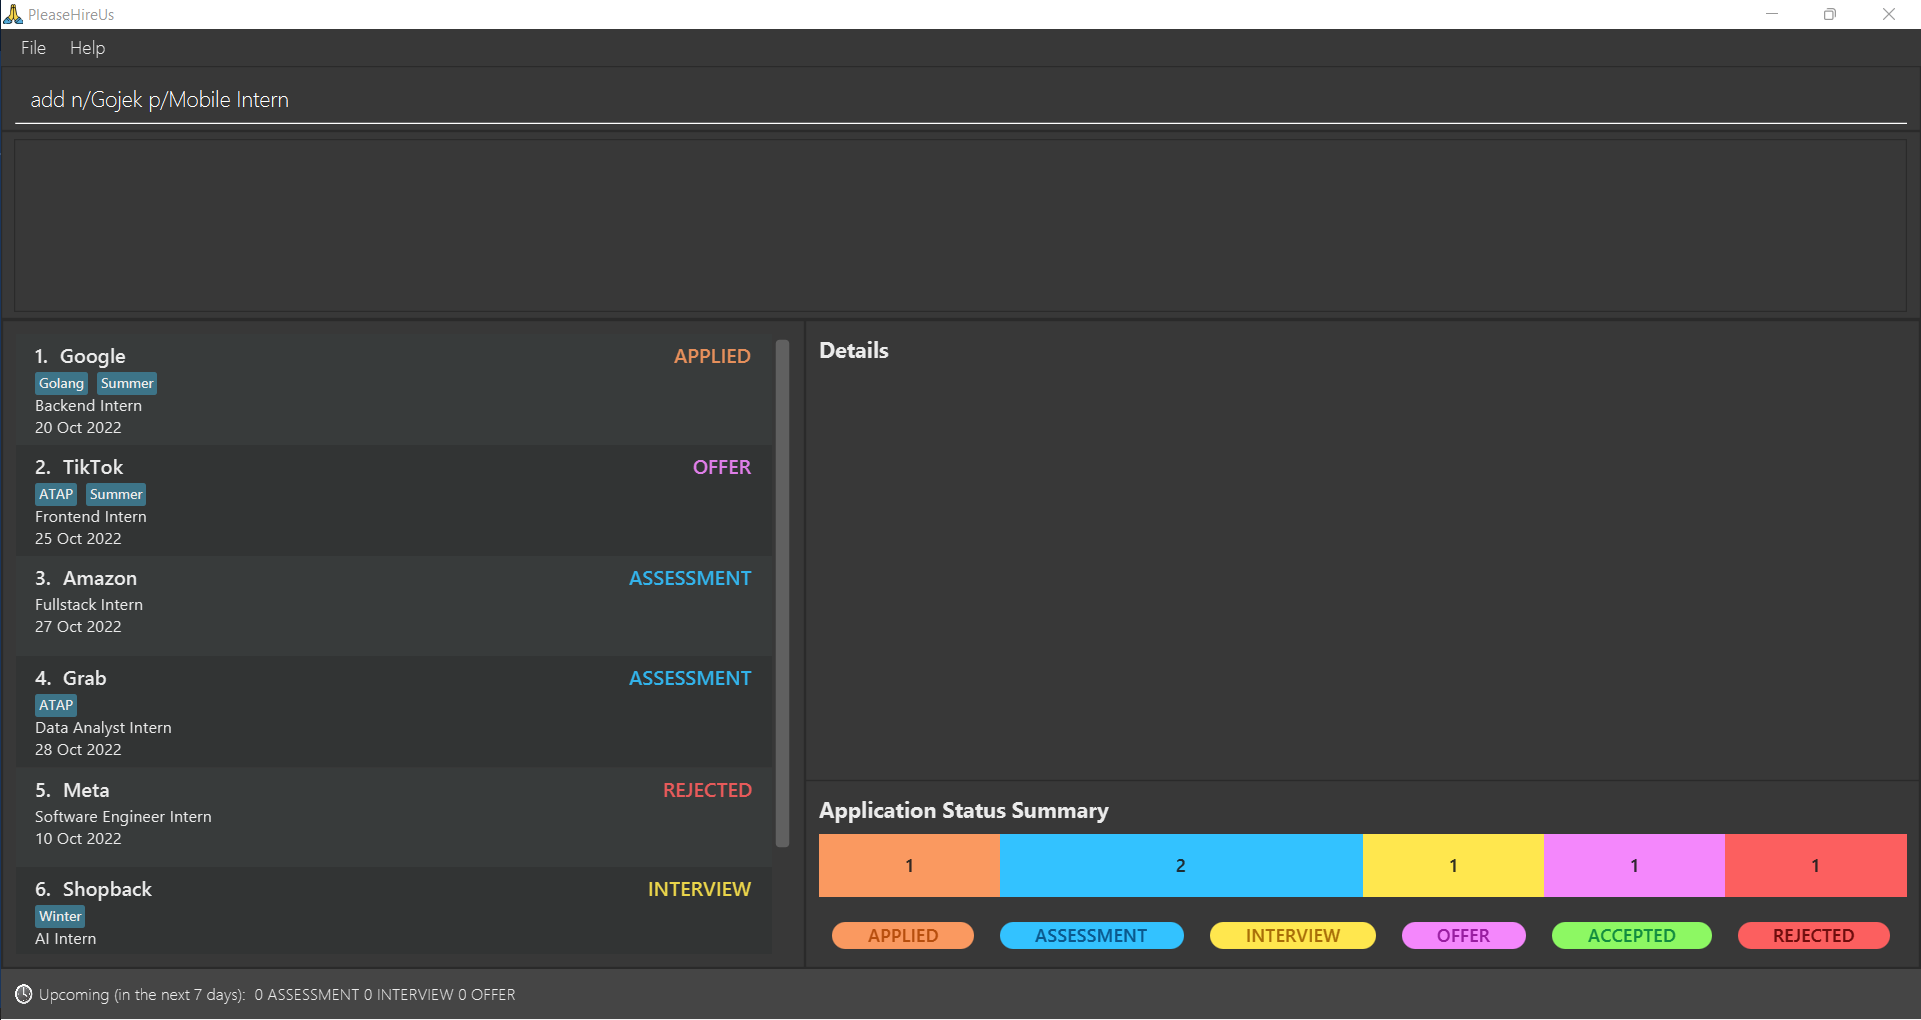 PleaseHireUs
File Help
add n/Gojek p/Mobile Intern
1. Google APPLIED
Golang Summer
Backend Intern
20 Oct 2022
2. TikTok OFFER
ATAP Summer
Frontend Intern
25 Oct 2022
3. Amazon ASSESSMENT
Fullstack Intern
27 Oct 2022
4. Grab ASSESSMENT
ATAP
Data Analyst Intern
28 Oct 2022
5. Meta REJECTED
Software Engineer Intern
10 Oct 2022
6. Shopback INTERVIEW
Winter
AI Intern
Details
Application Status Summary
1 2 1 1 1
APPLIED ASSESSMENT INTERVIEW OFFER ACCEPTED REJECTED
Upcoming (in the next 7 days): 0 ASSESSMENT 0 INTERVIEW 0 OFFER